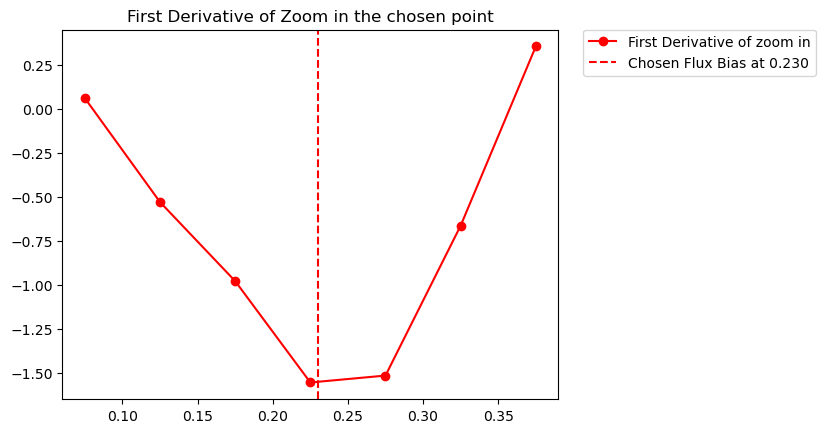 First Derivative of Zoom in the chosen point
First Derivative of zoom in
Chosen Flux Bias at 0.230
0.25
0.00
−0.25
−0.50
−0.75
−1.00
−1.25
−1.50
0.10 0.15 0.20 0.25 0.30 0.35